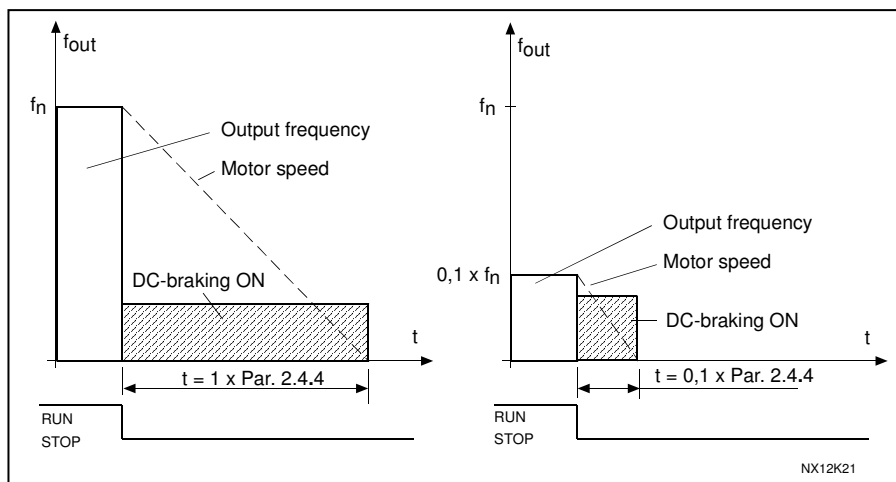 fout
fn
Output frequency
Motor speed
DC-braking ON
t
t = 1 x Par. 2.4.4
RUN
STOP
fout
fn
Output frequency
Motor speed
0,1 x fn
DC-braking ON
t
t = 0,1 x Par. 2.4.4
RUN
STOP
NX12K21